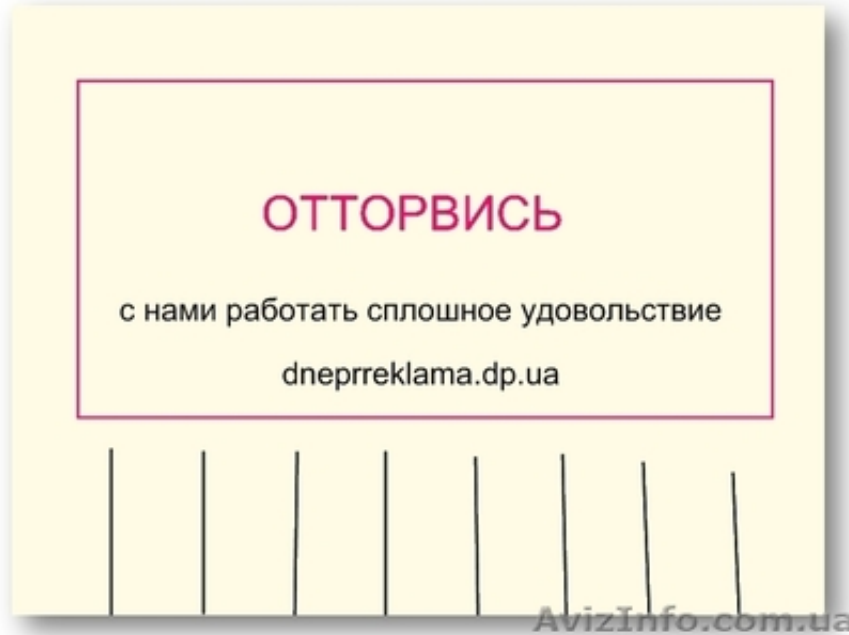 ОТТОРВИСЬ
с нами работать сплошное удовольствие
dneprreklama.dp.ua
AvizInfo.com.ua